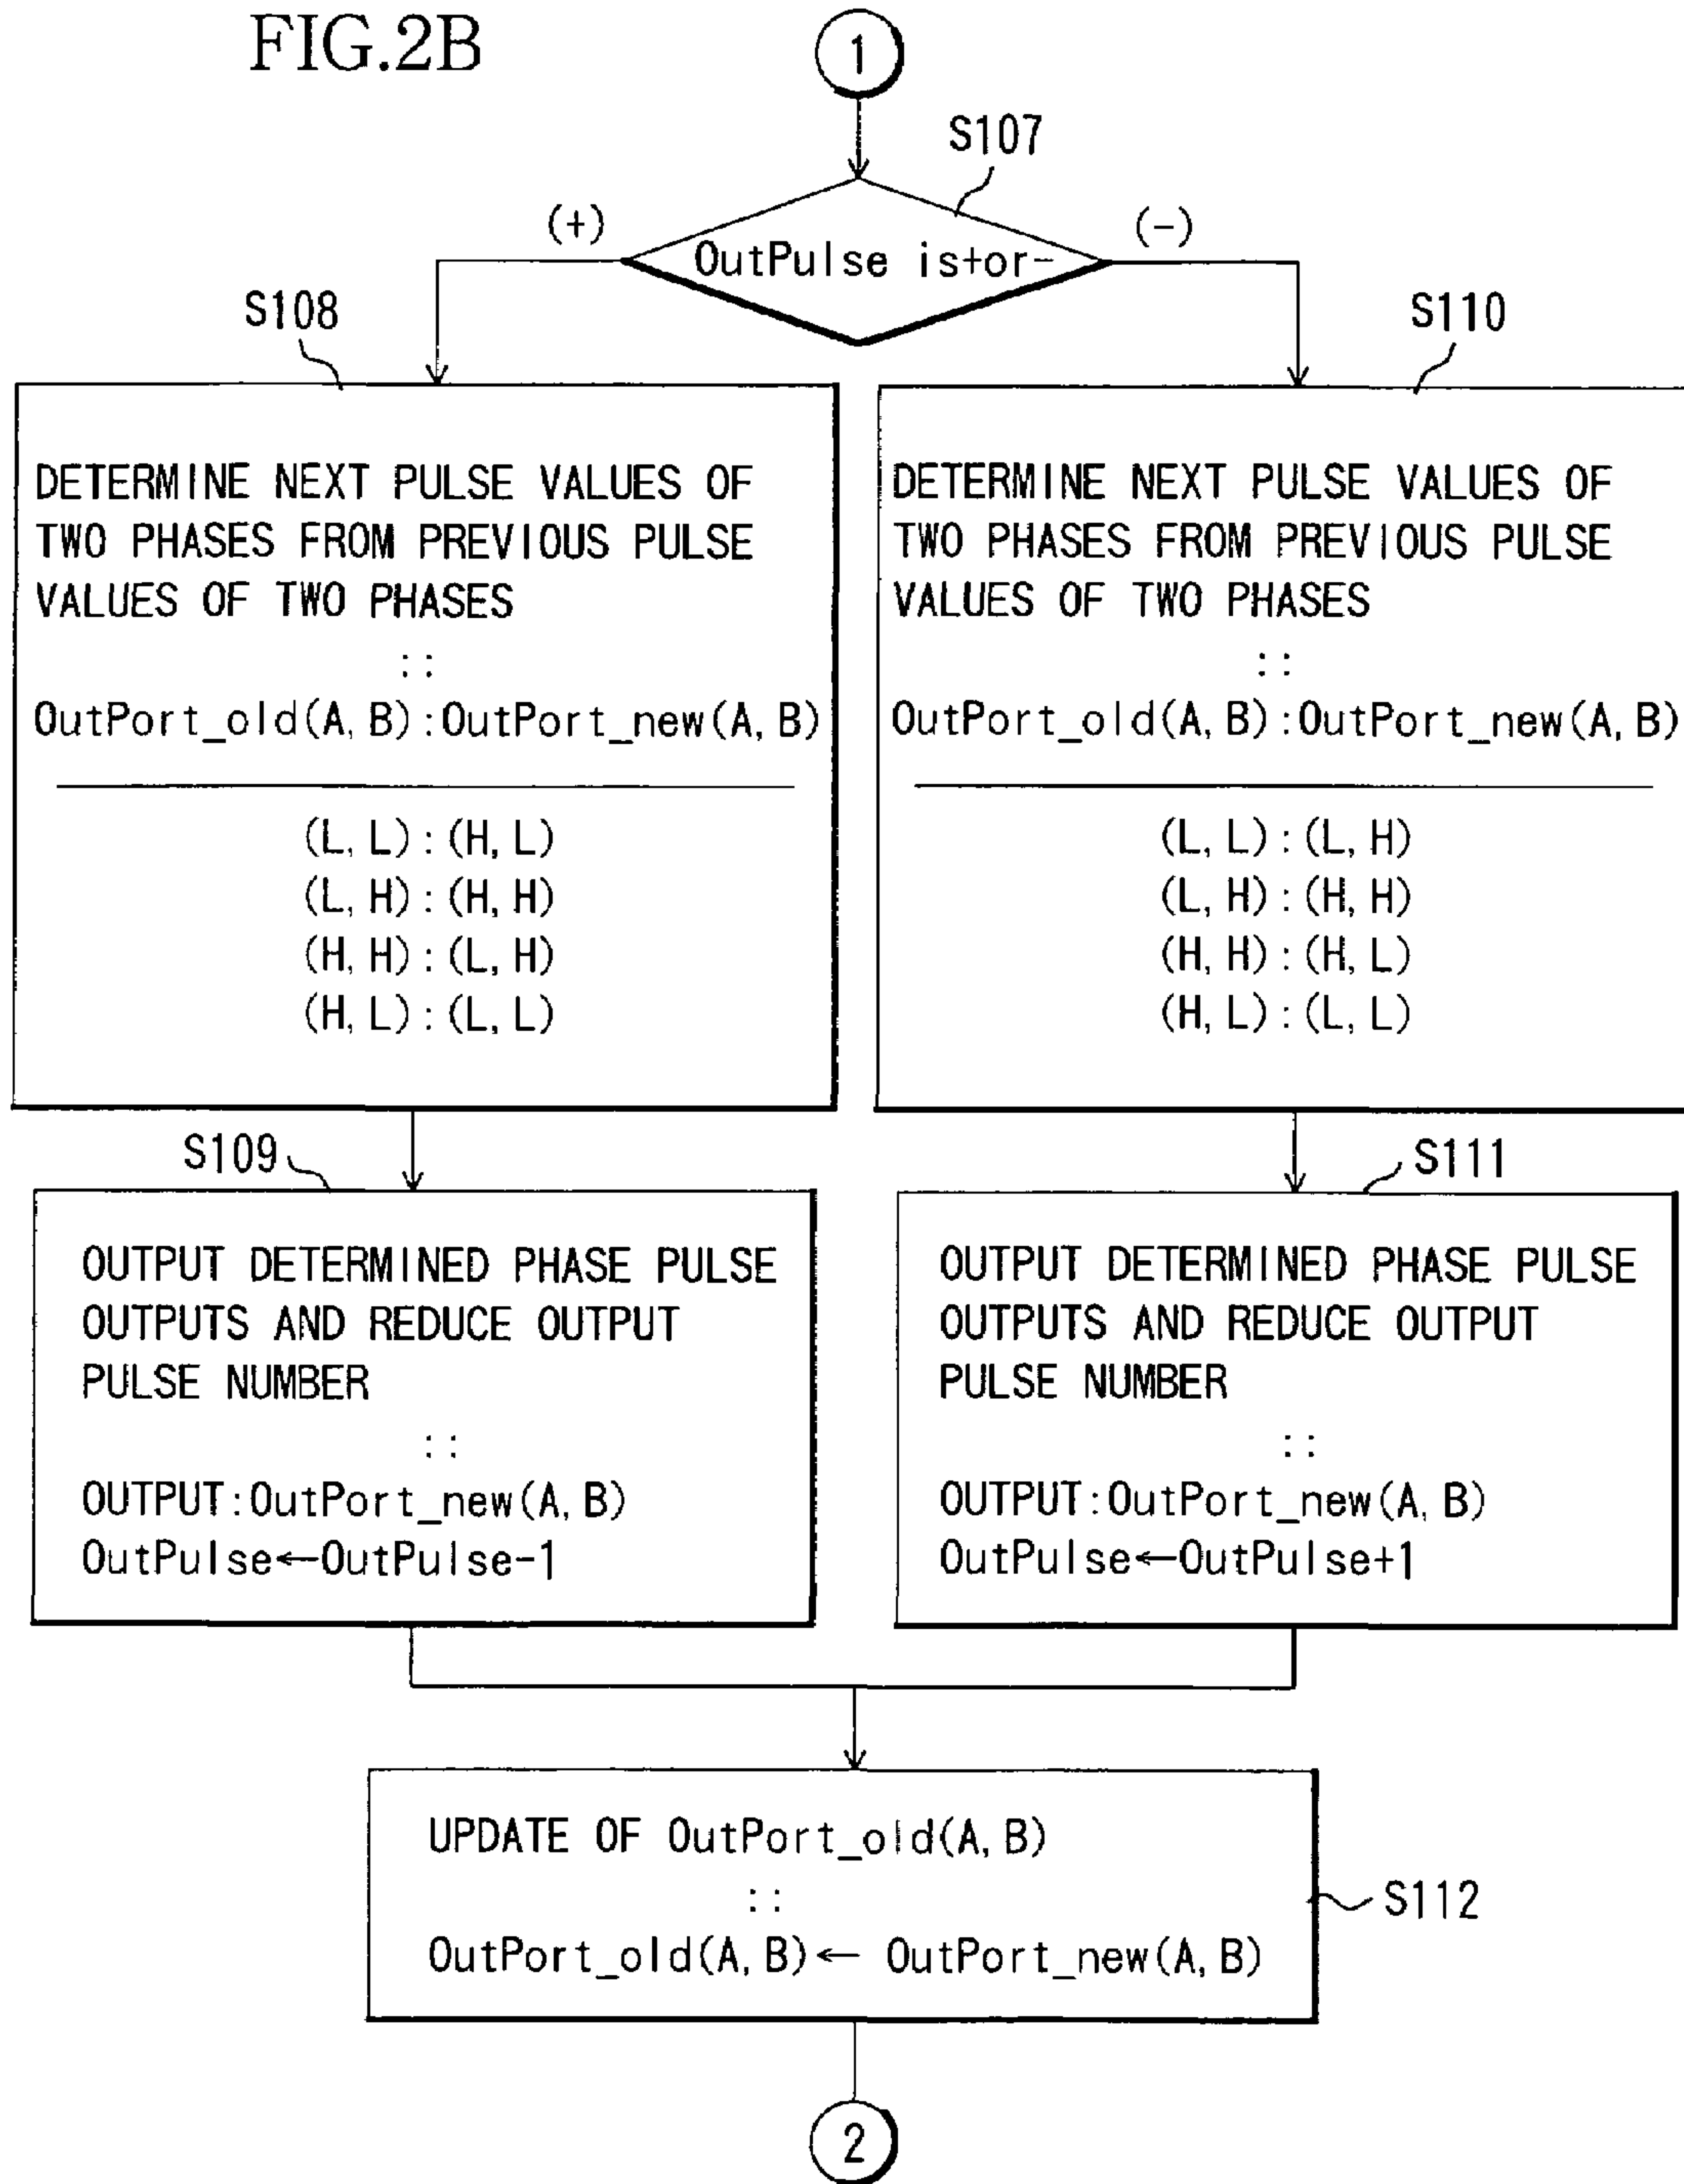 FIG.2B
1
S107
(+)
(-)
OutPulse is+or-
S108
DETERMINE NEXT PULSE VALUES OF
TWO PHASES FROM PREVIOUS PULSE
VALUES OF TWO PHASES
::
OutPort_old(A, B):OutPort_new(A, B)
(L, L):(H, L)
(L, H):(H, H)
(H, H):(L, H)
(H, L):(L, L)
S110
DETERMINE NEXT PULSE VALUES OF
TWO PHASES FROM PREVIOUS PULSE
VALUES OF TWO PHASES
::
OutPort_old(A, B):OutPort_new(A, B)
(L, L):(L, H)
(L, H):(H, H)
(H, H):(H, L)
(H, L):(L, L)
S109
OUTPUT DETERMINED PHASE PULSE
OUTPUTS AND REDUCE OUTPUT
PULSE NUMBER
::
OUTPUT:OutPort_new(A, B)
OutPulse←OutPulse-1
S111
OUTPUT DETERMINED PHASE PULSE
OUTPUTS AND REDUCE OUTPUT
PULSE NUMBER
::
OUTPUT:OutPort_new(A, B)
OutPulse←OutPulse+1
UPDATE OF OutPort_old(A, B)
::
OutPort_old(A, B)← OutPort_new(A, B)
S112
2